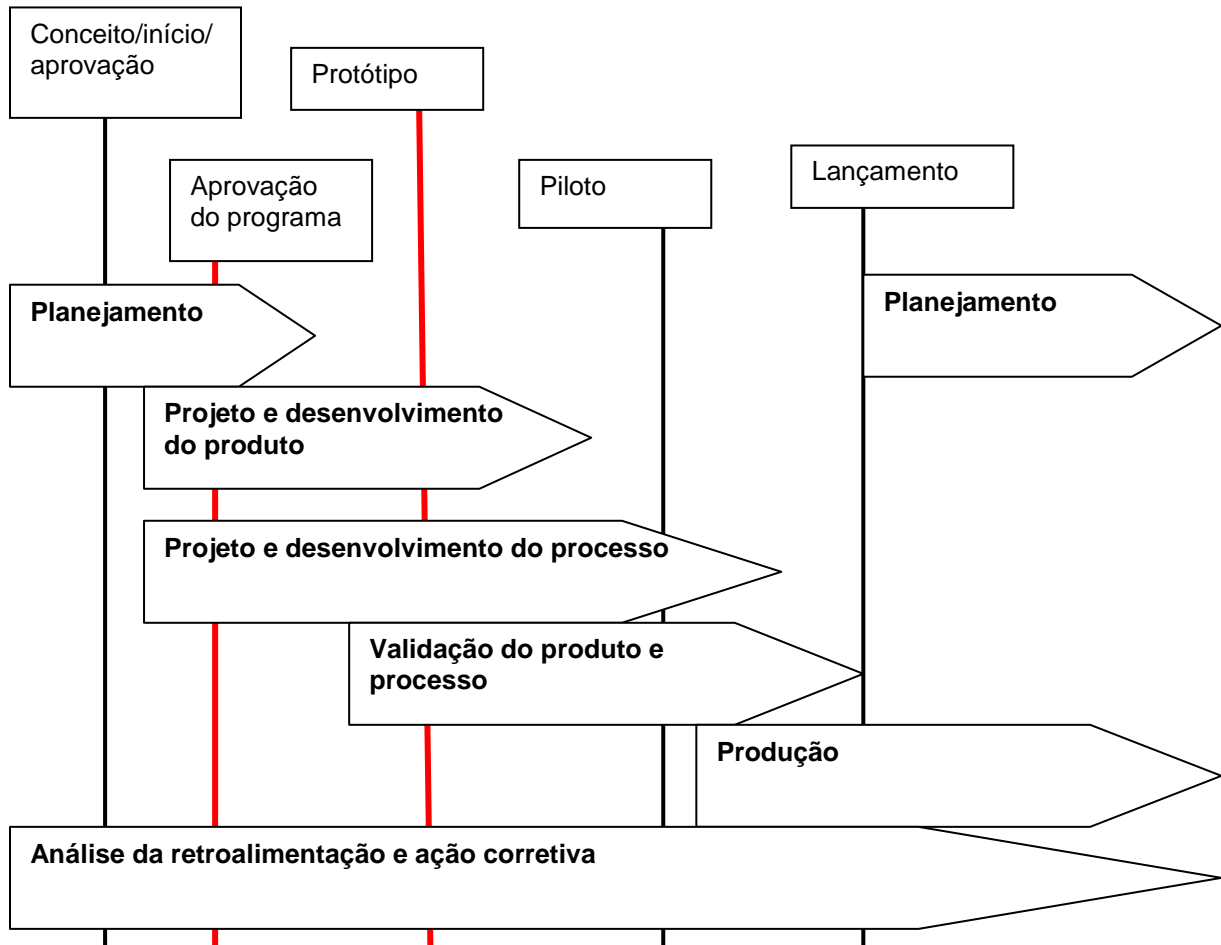 Conceito/início/
aprovação
Protótipo
Aprovação
do programa
Piloto
Lançamento
Planejamento
Planejamento
Projeto e desenvolvimento
do produto
Projeto e desenvolvimento do processo
Validação do produto e
processo
Produção
Análise da retroalimentação e ação corretiva